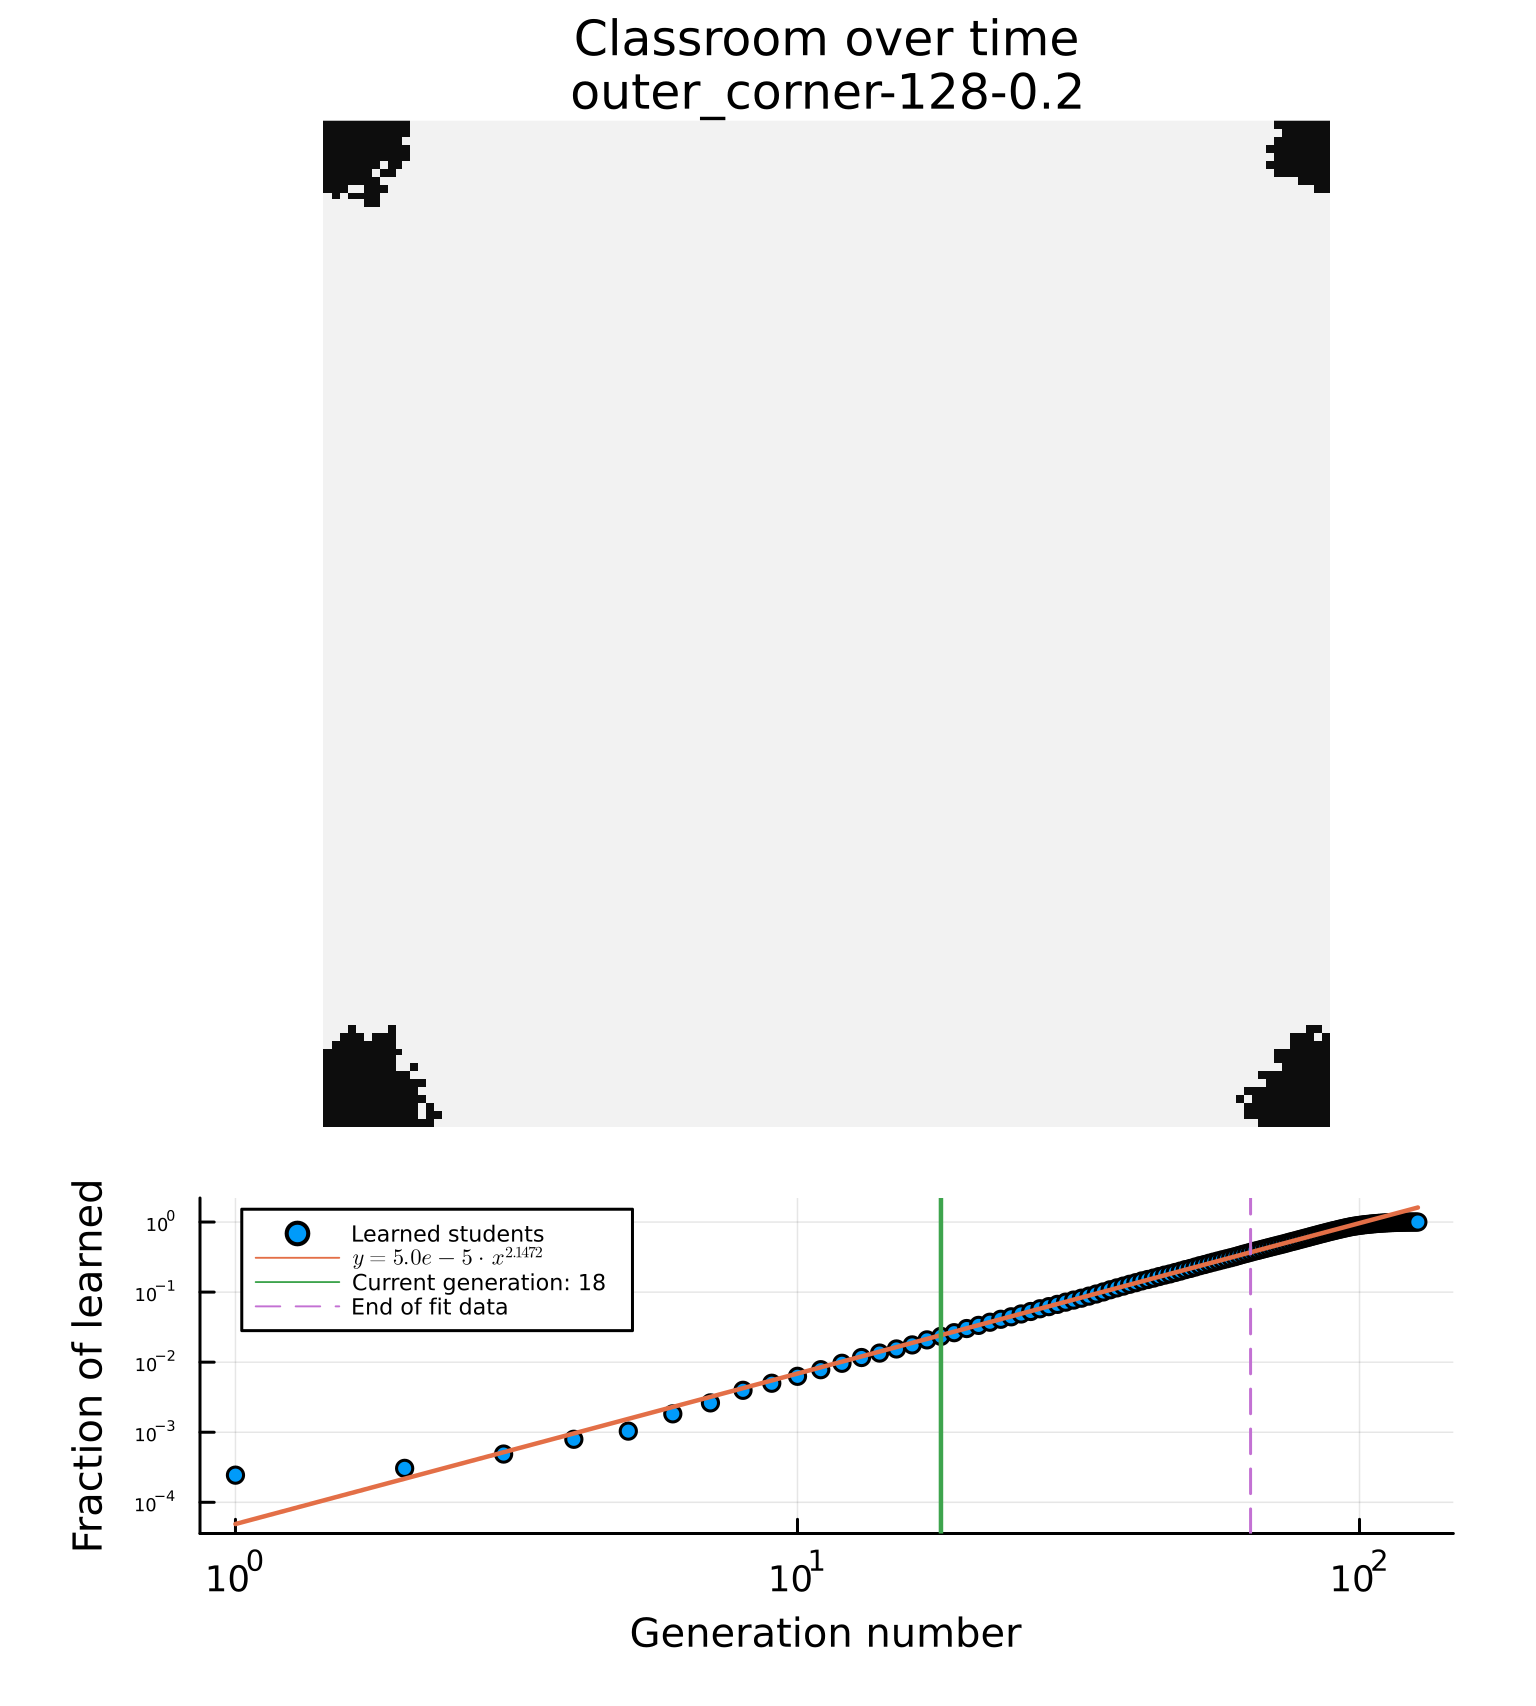 Classroom over time
outer_corner-128-0.2
Fraction of learned
10^0
10^-1
10^-2
10^-3
10^-4
Learned students
y = 5.0e − 5 · x^2.1472
Current generation: 18
End of fit data
10^0
10^1
10^2
Generation number